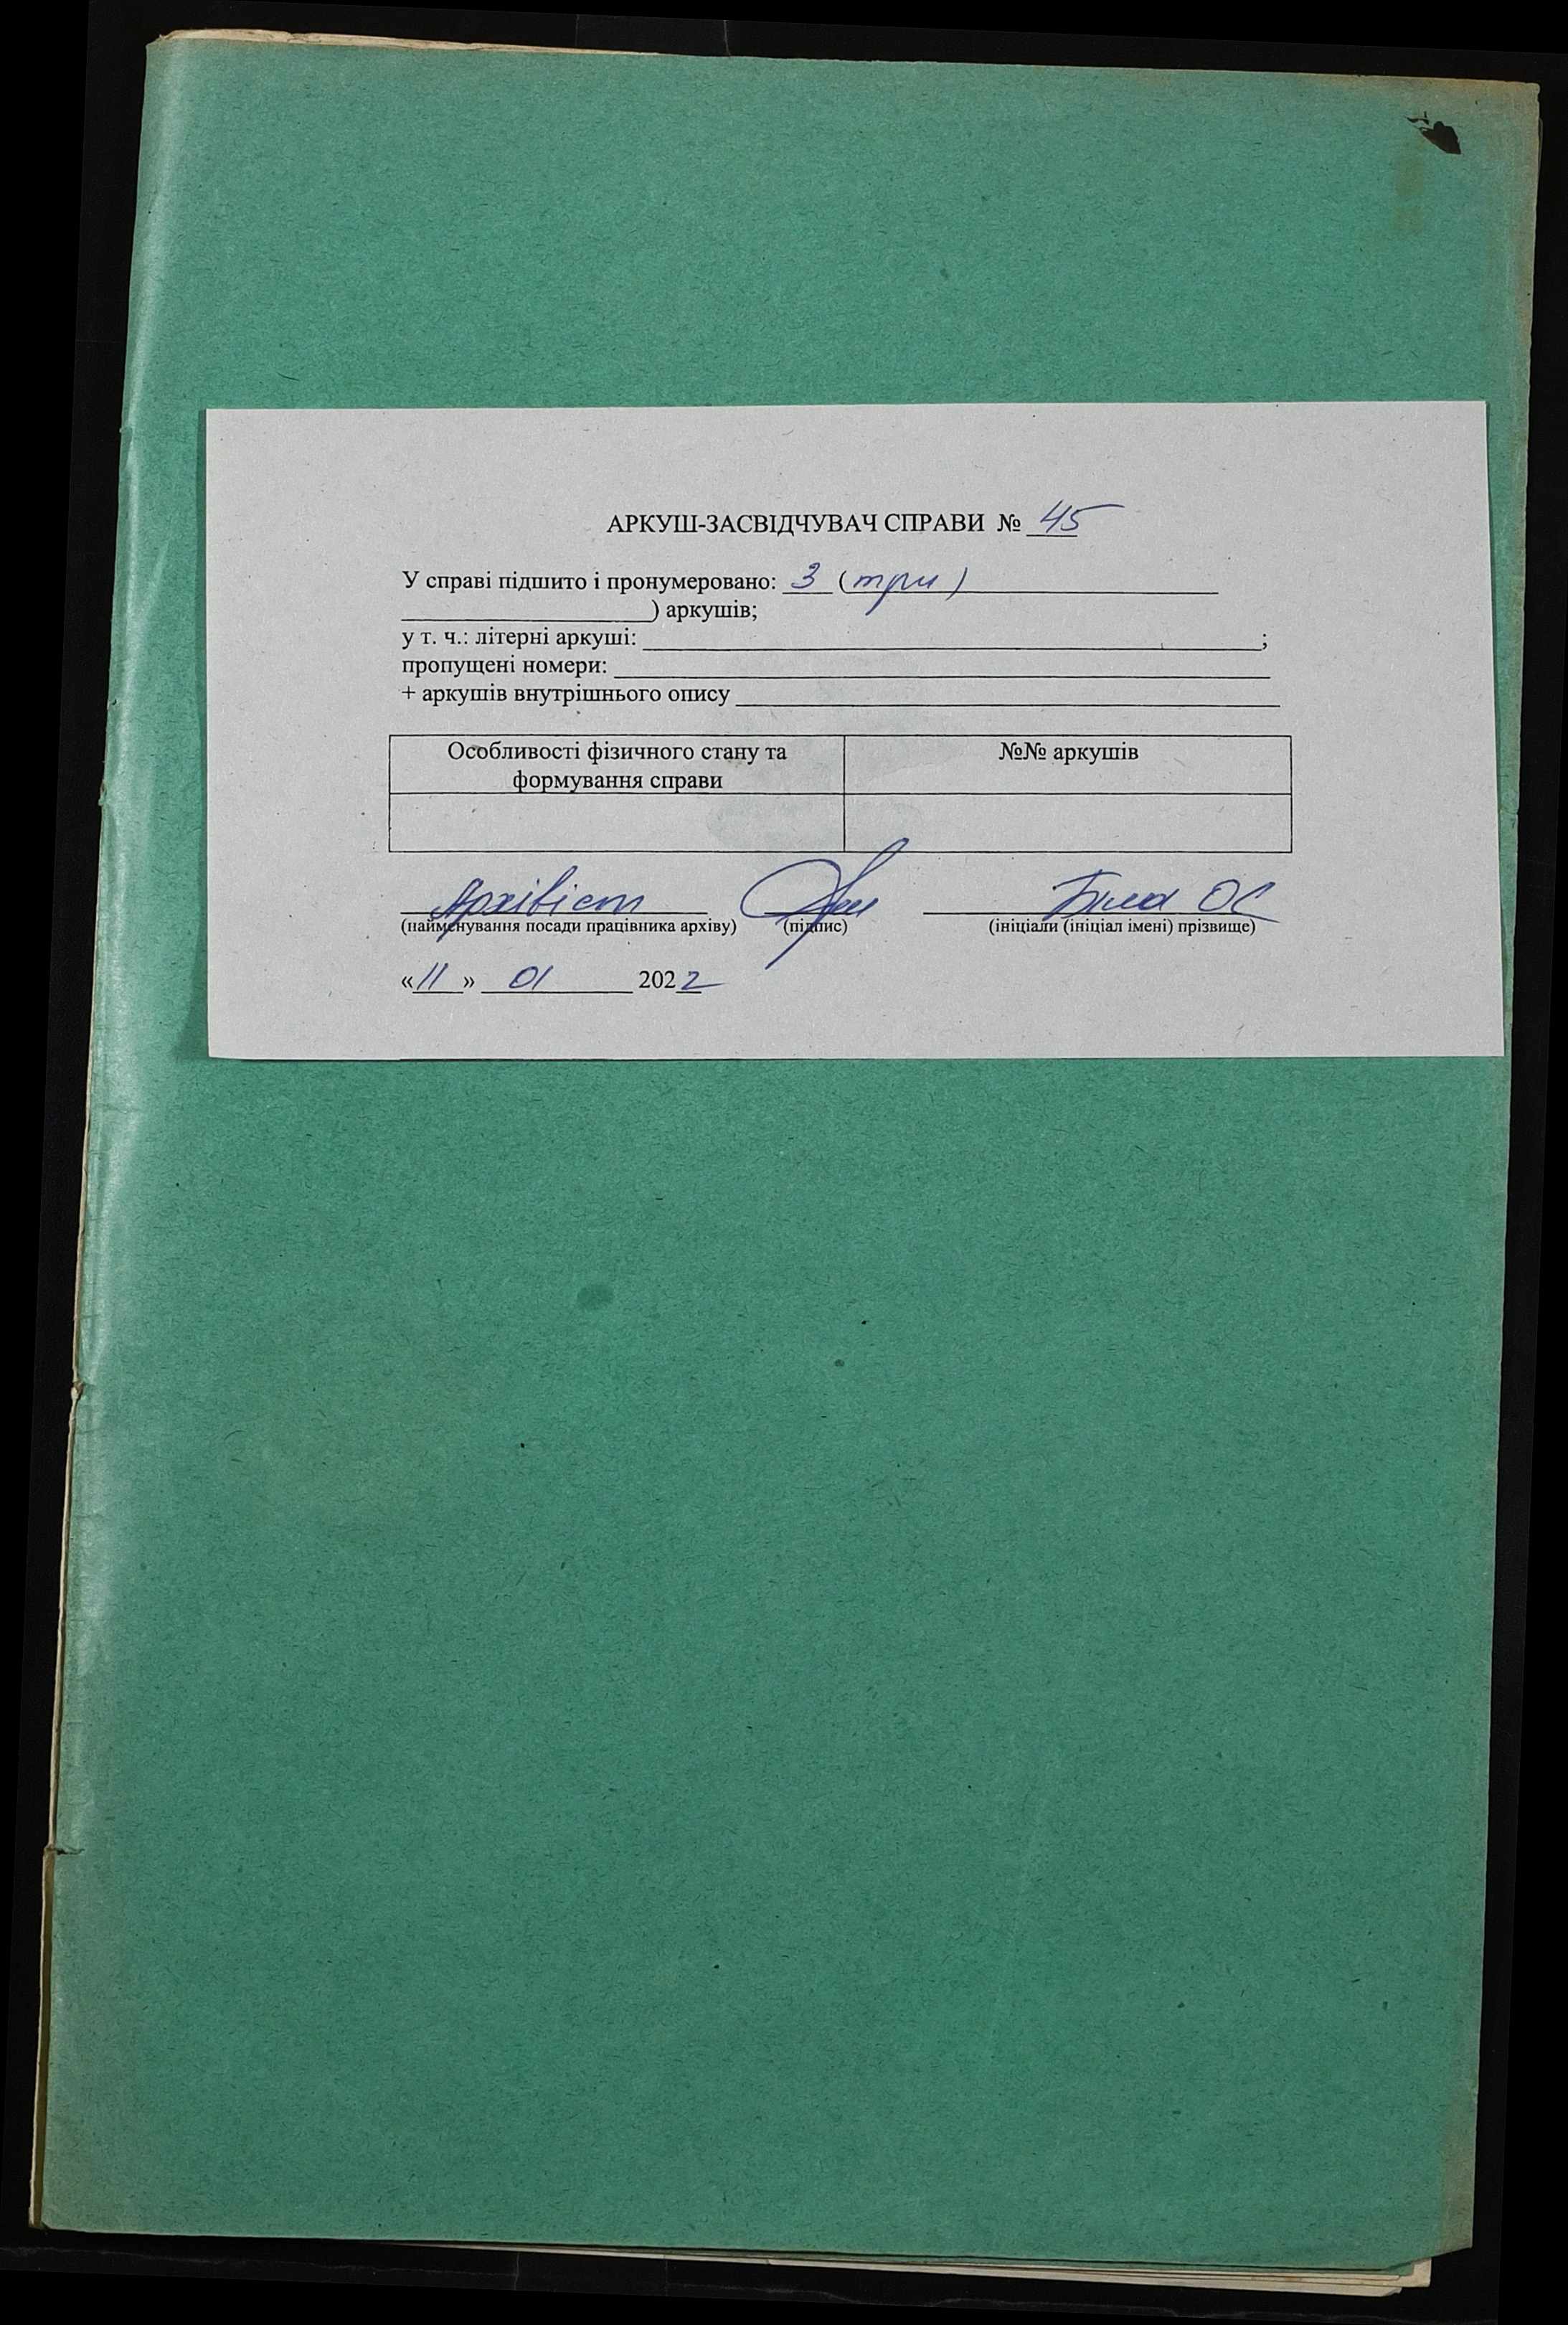 АРКУШ-ЗАСВІДЧУВАЧ СПРАВИ № 45
У справі підшито і пронумеровано: 3 (три)
) аркушів;
у т. ч.: літерні аркуші: ;
пропущені номери:
+ аркушів внутрішнього опису
Особливості фізичного стану та формування справи
№№ аркушів
Архівіст Біла ОС
(найменування посади працівника архіву) (підпис) (ініціали (ініціал імені) прізвище)
«11» 01 2022